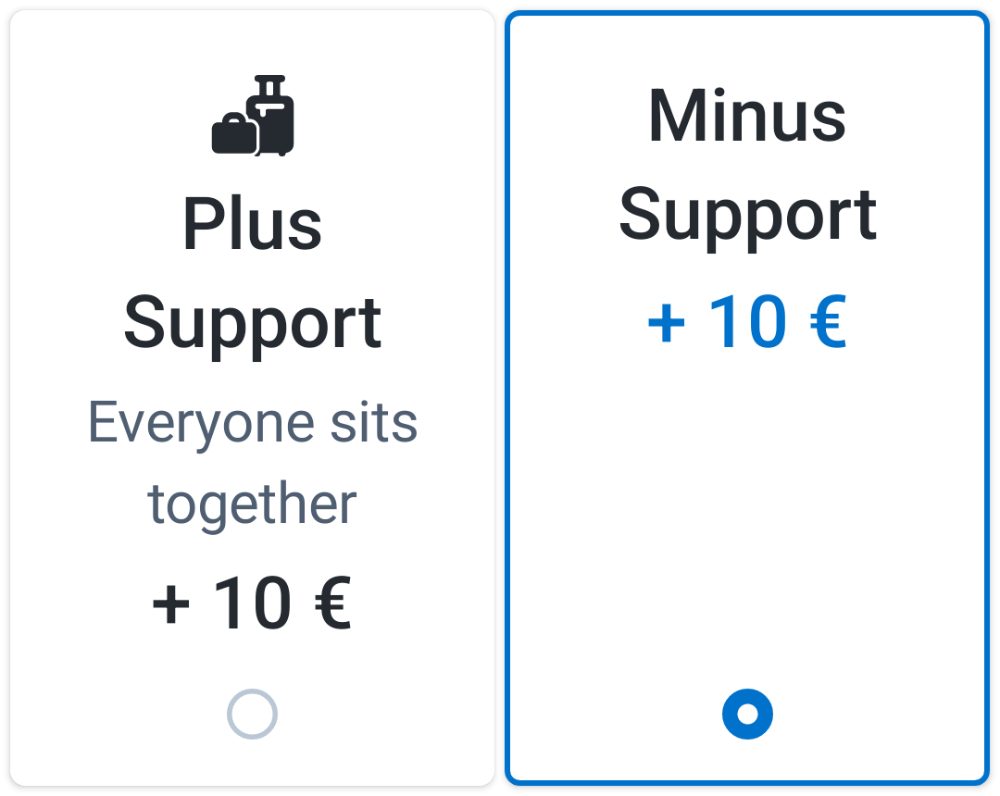 Plus
Support
Everyone sits
together
+ 10 €
Minus
Support
+ 10 €